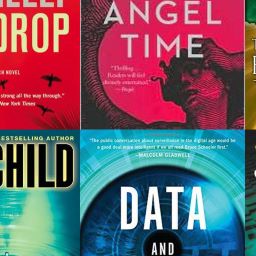 DROP
NOVEL
strong all the way through."
New York Times
ANGEL
TIME
"Thrilling...
Readers will feel
divinely entertained."
—People
BESTSELLING AUTHOR
CHILD
"The public conversation about surveillance in the digital age would be
a good deal more intelligent if we all read Bruce Schneier first."
—MALCOLM GLADWELL
DATA
AND